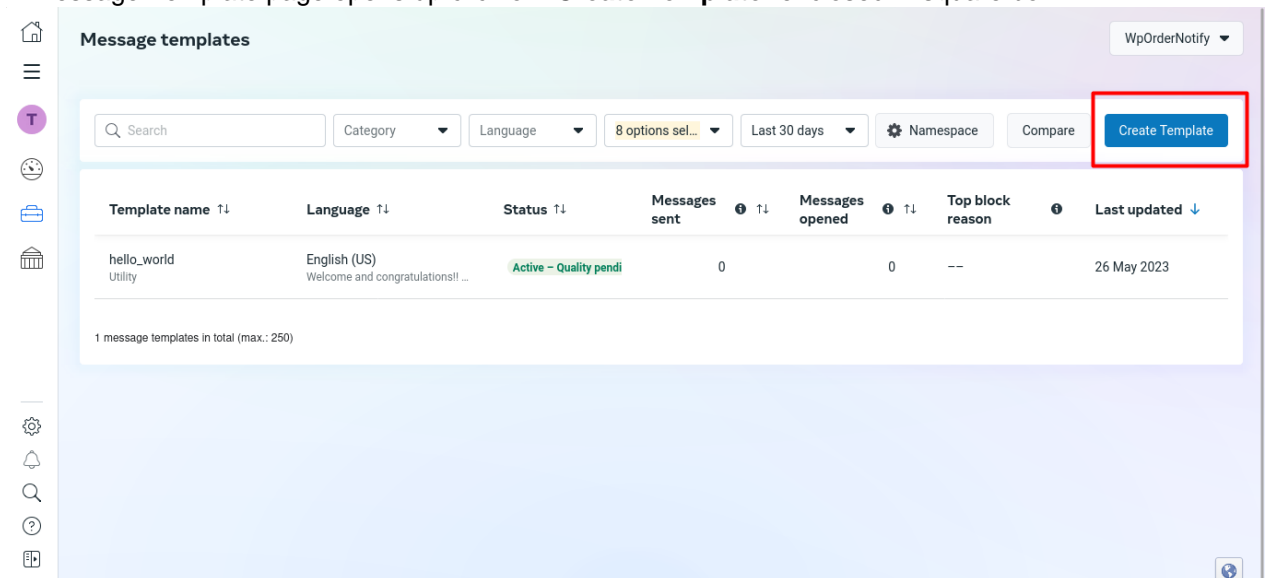 Message templates
WpOrderNotify
T
Search
Category
Language
8 options sel...
Last 30 days
Namespace
Compare
Create Template
Template name
Language
Status
Messages sent
Messages opened
Top block reason
Last updated
hello_world
Utility
English (US)
Welcome and congratulations!! ...
Active – Quality pendi
0
0
--
26 May 2023
1 message templates in total (max.: 250)